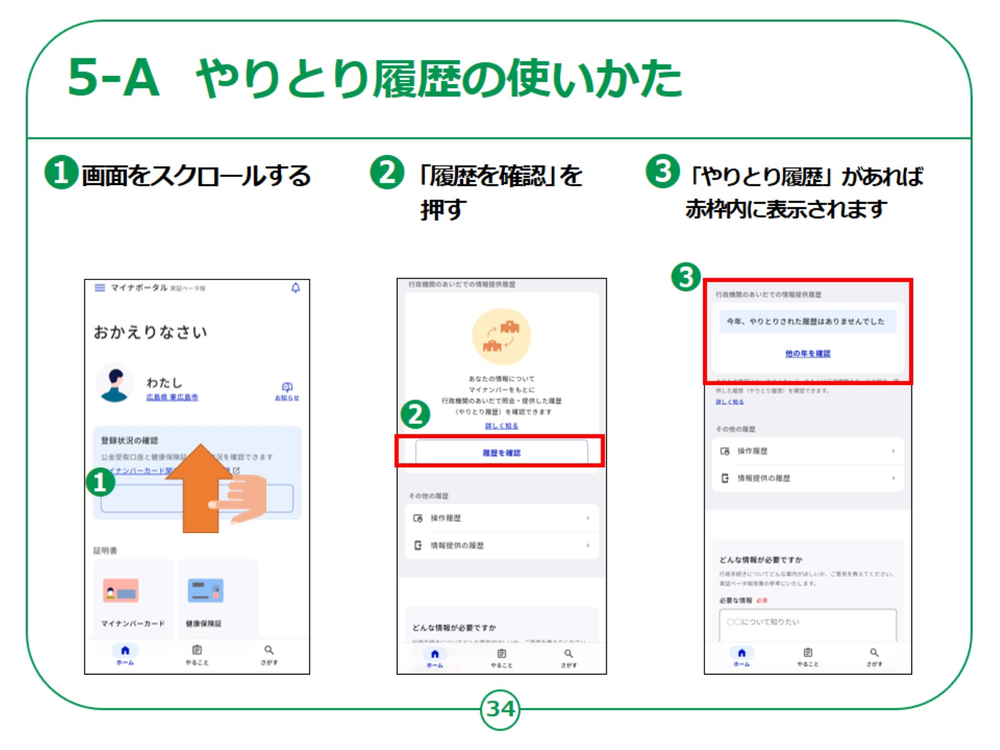 5-A やりとり履歴の使いかた
1 画面をスクロールする
2 「履歴を確認」を
押す
3 「やりとり履歴」があれば
赤枠内に表示されます
マイナポータル 実証ベータ版
おかえりなさい
わたし
広島県 東広島市
お知らせ
登録状況の確認
公金受取口座と健康保険証 況を確認できます
イナンバーカード
1
証明書
マイナンバーカード
健康保険証
ホーム
やること
さがす
行政機関のあいだでの情報提供履歴
あなたの情報について
マイナンバーをもとに
行政機関のあいだで照会・提供した履歴
(やりとり履歴)を確認できます
詳しく知る
2
履歴を確認
その他の履歴
操作履歴
情報提供の履歴
どんな情報が必要ですか
ホーム
やること
さがす
3
行政機関のあいだでの情報提供履歴
今年、やりとりされた履歴はありませんでした
他の年を確認
供した履歴(やりとり履歴)を確認できます。
詳しく知る
その他の履歴
操作履歴
情報提供の履歴
どんな情報が必要ですか
行政手続きについてどんな案内がほしいか、ご意見を教えてください。
実証ベータ版改善の参考にいたします。
必要な情報 必須
○○について知りたい
ホーム
やること
さがす
34